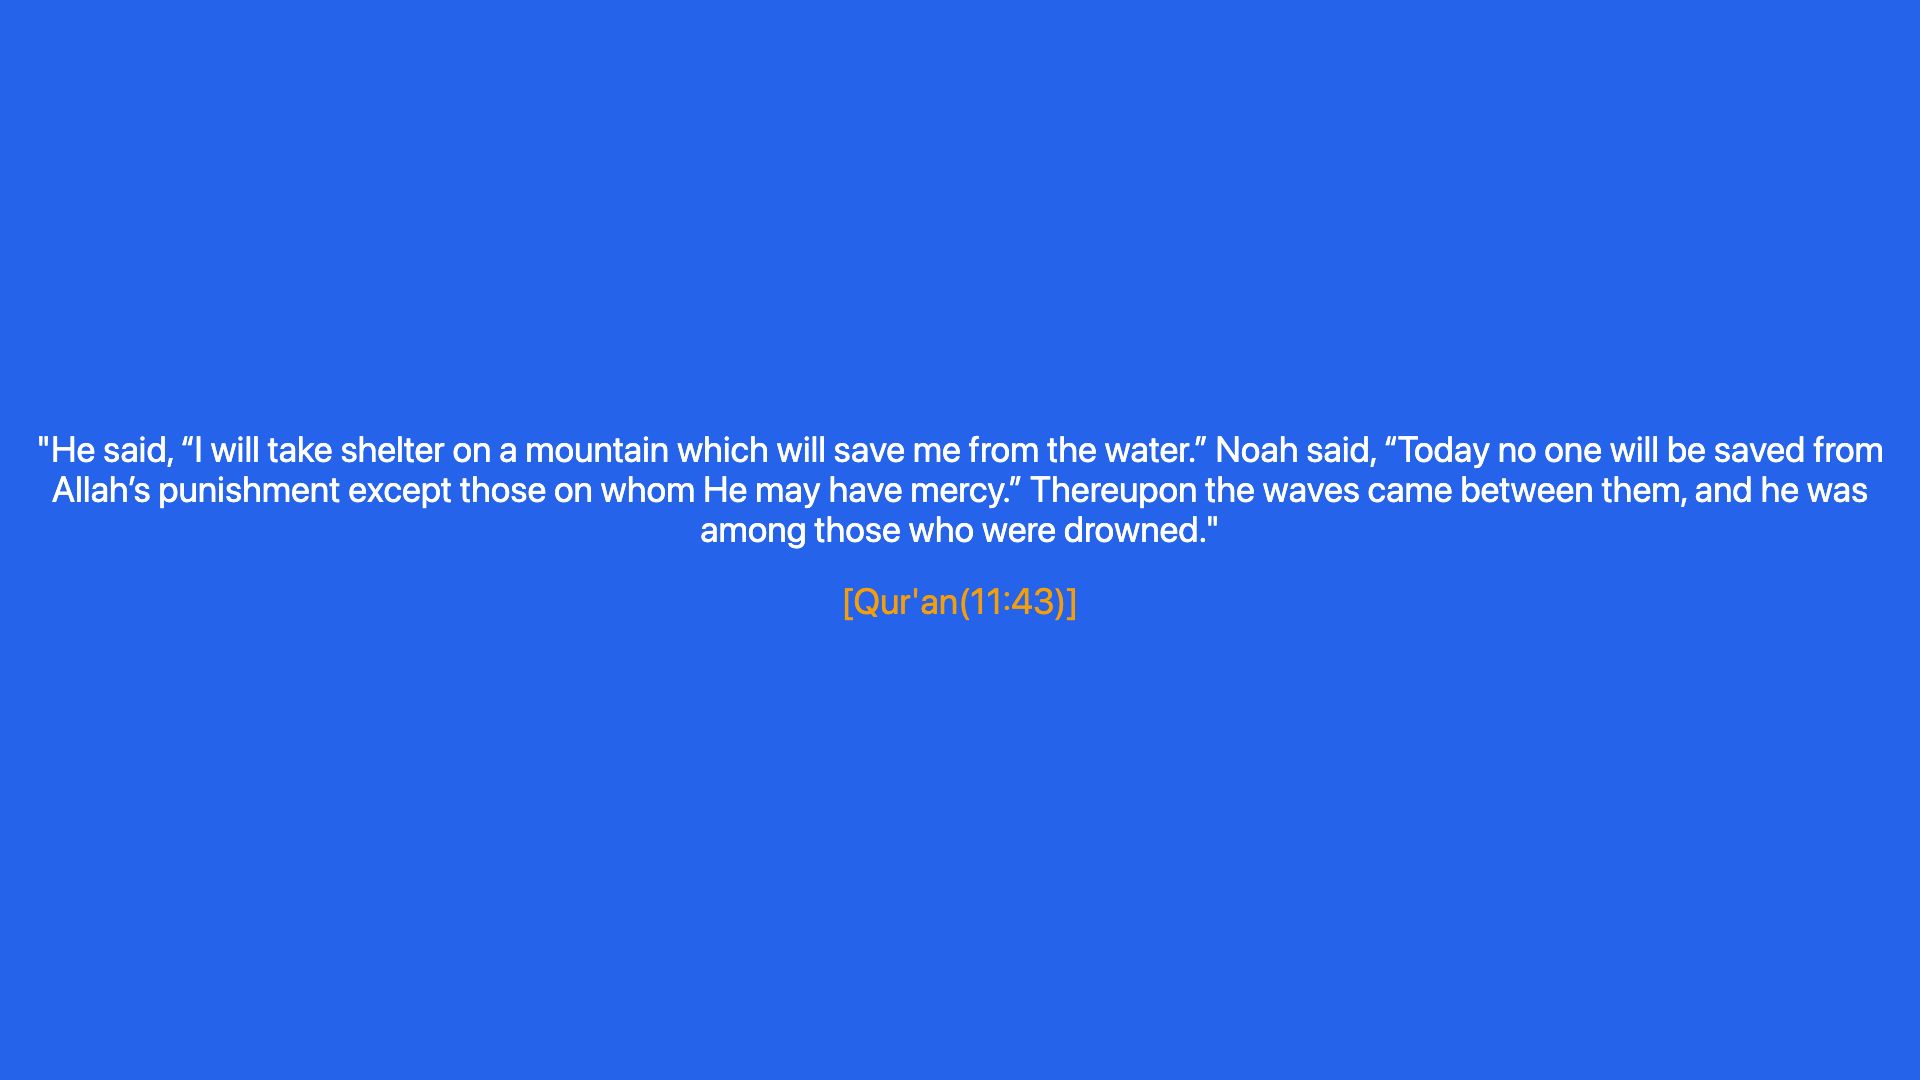 "He said, “I will take shelter on a mountain which will save me from the water.” Noah said, “Today no one will be saved from
Allah’s punishment except those on whom He may have mercy.” Thereupon the waves came between them, and he was
among those who were drowned."
[Qur'an(11:43)]